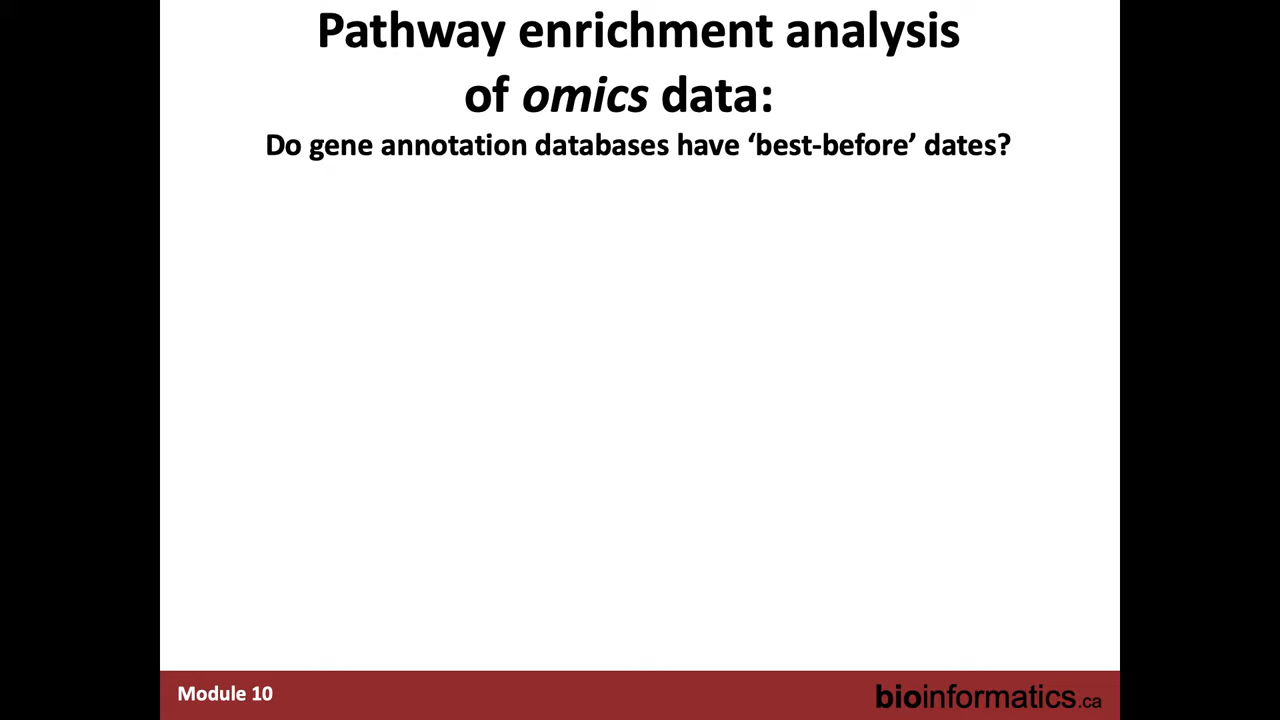 Pathway enrichment analysis
of omics data:
Do gene annotation databases have ‘best-before’ dates?
Module 10
bioinformatics.ca